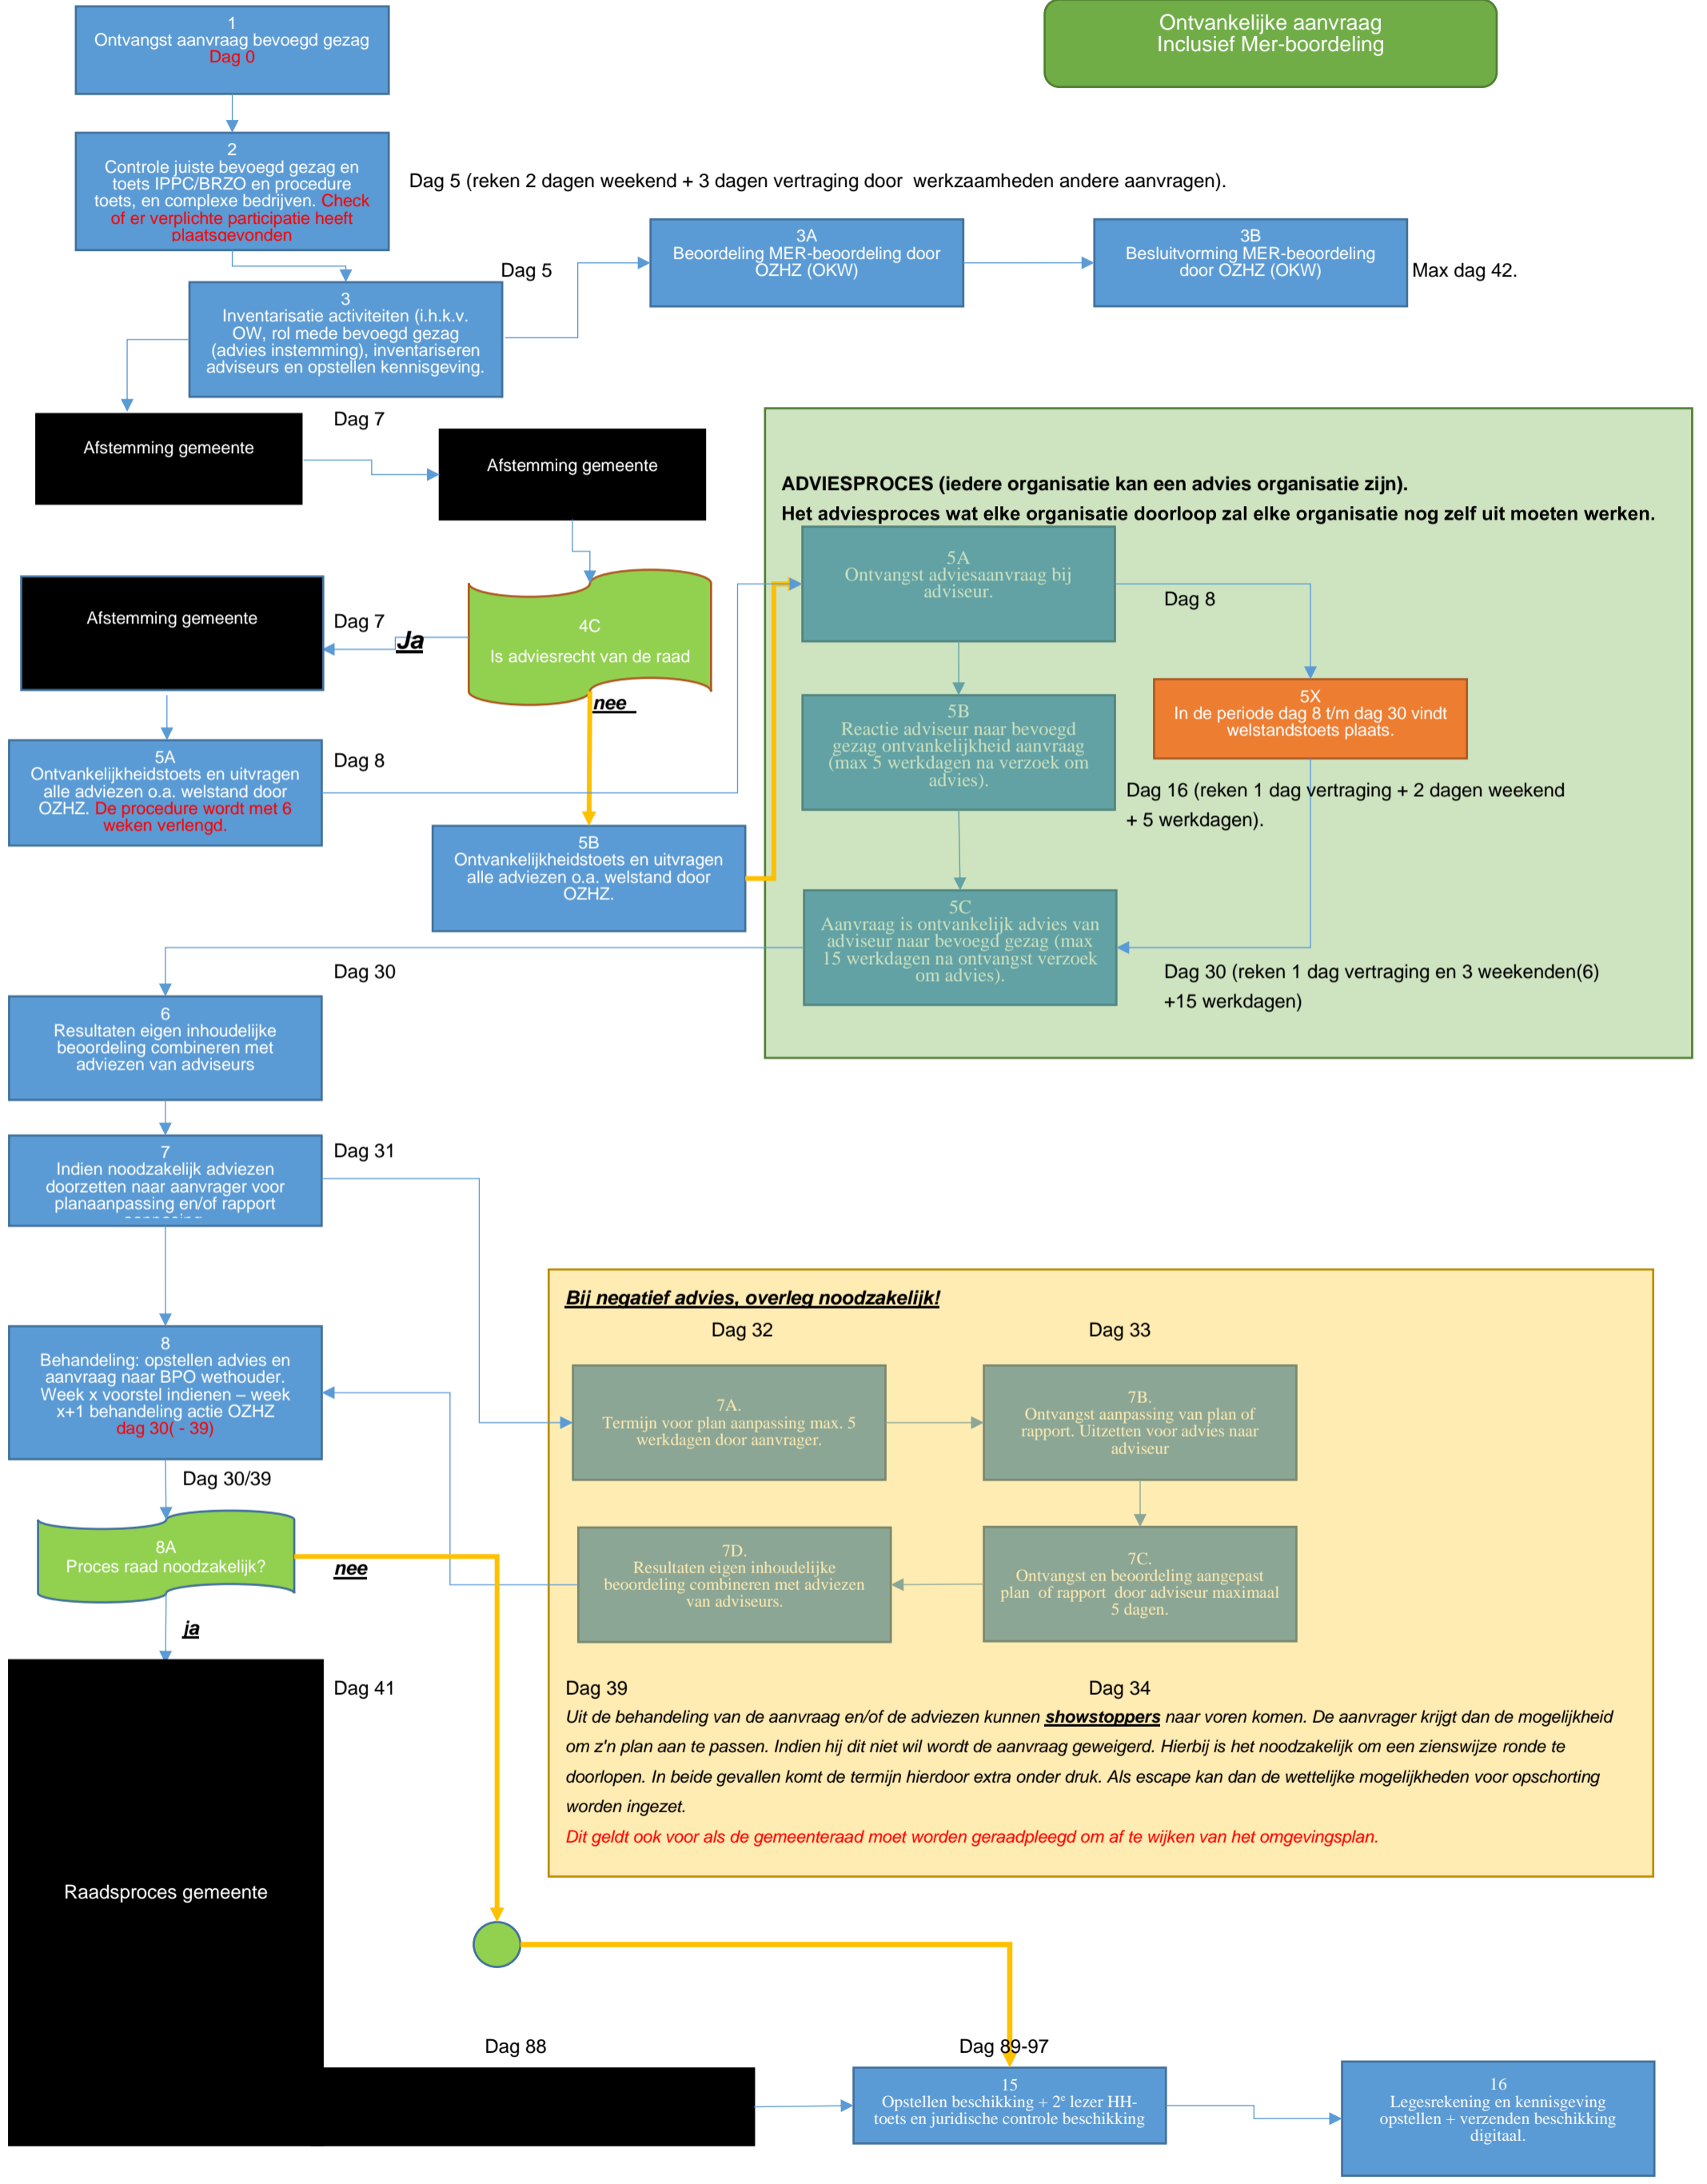 Ontvankelijke aanvraag
Inclusief Mer-boordeling
1
Ontvangst aanvraag bevoegd gezag
Dag 0
2
Controle juiste bevoegd gezag en
toets IPPC/BRZO en procedure
toets, en complexe bedrijven. Check
of er verplichte participatie heeft
plaatsgevonden
Dag 5 (reken 2 dagen weekend + 3 dagen vertraging door werkzaamheden andere aanvragen).
3A
Beoordeling MER-beoordeling door
OZHZ (OKW)
3B
Besluitvorming MER-beoordeling
door OZHZ (OKW)
Max dag 42.
Dag 5
3
Inventarisatie activiteiten (i.h.k.v.
OW, rol mede bevoegd gezag
(advies instemming), inventariseren
adviseurs en opstellen kennisgeving.
Afstemming gemeente
Dag 7
Afstemming gemeente
ADVIESPROCES (iedere organisatie kan een advies organisatie zijn).
Het adviesproces wat elke organisatie doorloop zal elke organisatie nog zelf uit moeten werken.
Afstemming gemeente
Dag 7
Ja
4C
Is adviesrecht van de raad
nee
5A
Ontvangst adviesaanvraag bij
adviseur.
Dag 8
5X
In de periode dag 8 t/m dag 30 vindt
welstandstoets plaats.
5B
Reactie adviseur naar bevoegd
gezag ontvankelijkheid aanvraag
(max 5 werkdagen na verzoek om
advies).
Dag 16 (reken 1 dag vertraging + 2 dagen weekend
+ 5 werkdagen).
5A
Ontvankelijkheidstoets en uitvragen
alle adviezen o.a. welstand door
OZHZ. De procedure wordt met 6
weken verlengd.
Dag 8
5B
Ontvankelijkheidstoets en uitvragen
alle adviezen o.a. welstand door
OZHZ.
5C
Aanvraag is ontvankelijk advies van
adviseur naar bevoegd gezag (max
15 werkdagen na ontvangst verzoek
om advies).
Dag 30 (reken 1 dag vertraging en 3 weekenden(6)
+15 werkdagen)
Dag 30
6
Resultaten eigen inhoudelijke
beoordeling combineren met
adviezen van adviseurs
7
Indien noodzakelijk adviezen
doorzetten naar aanvrager voor
planaanpassing en/of rapport
Dag 31
8
Behandeling: opstellen advies en
aanvraag naar BPO wethouder.
Week x voorstel indienen – week
x+1 behandeling actie OZHZ
dag 30( - 39)
Dag 30/39
8A
Proces raad noodzakelijk?
nee
ja
Bij negatief advies, overleg noodzakelijk!
Dag 32
Dag 33
7A.
Termijn voor plan aanpassing max. 5
werkdagen door aanvrager.
7B.
Ontvangst aanpassing van plan of
rapport. Uitzetten voor advies naar
adviseur
7D.
Resultaten eigen inhoudelijke
beoordeling combineren met adviezen
van adviseurs.
7C.
Ontvangst en beoordeling aangepast
plan of rapport door adviseur maximaal
5 dagen.
Dag 39
Dag 34
Uit de behandeling van de aanvraag en/of de adviezen kunnen showstoppers naar voren komen. De aanvrager krijgt dan de mogelijkheid
om z'n plan aan te passen. Indien hij dit niet wil wordt de aanvraag geweigerd. Hierbij is het noodzakelijk om een zienswijze ronde te
doorlopen. In beide gevallen komt de termijn hierdoor extra onder druk. Als escape kan dan de wettelijke mogelijkheden voor opschorting
worden ingezet.
Dit geldt ook voor als de gemeenteraad moet worden geraadpleegd om af te wijken van het omgevingsplan.
Dag 41
Raadsproces gemeente
Dag 88
Dag 89-97
15
Opstellen beschikking + 2e lezer HH-
toets en juridische controle beschikking
16
Legesrekening en kennisgeving
opstellen + verzenden beschikking
digitaal.